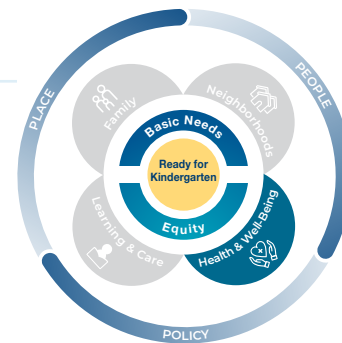 PLACE
PEOPLE
Family
Neighborhoods
Basic Needs
Ready for
Kindergarten
Equity
Learning & Care
Health & Well-Being
POLICY